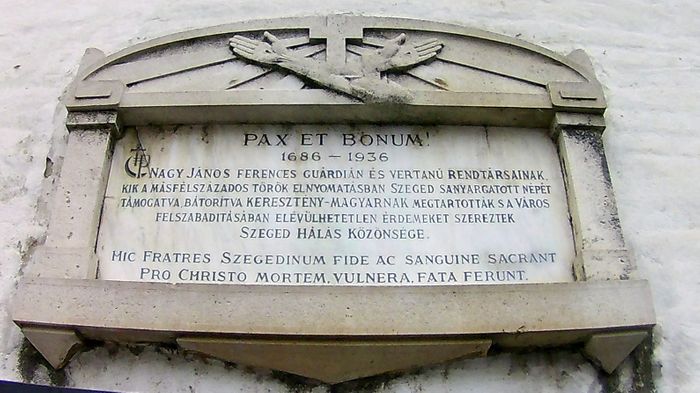 PAX ET BONUM!
1686 – 1936
NAGY JÁNOS FERENCES GUÁRDIÁN ÉS VERTANÚ RENDTÁRSAINAK,
KIK A MÁSFÉLSZÁZADOS TÖRÖK ELNYOMATÁSBAN SZEGED SANYARGATOTT NÉPÉT
TÁMOGATVA, BÁTORÍTVA KERESZTÉNY-MAGYARNAK MEGTARTOTTÁK S A VÁROS
FELSZABADITÁSÁBAN ELÉVÜLHETETLEN ÉRDEMEKET SZEREZTEK
SZEGED HÁLÁS KÖZÖNSÉGE.
HIC FRATRES SZEGEDINUM FIDE AC SANGUINE SACRANT
PRO CHRISTO MORTEM, VULNERA, FATA FERUNT.